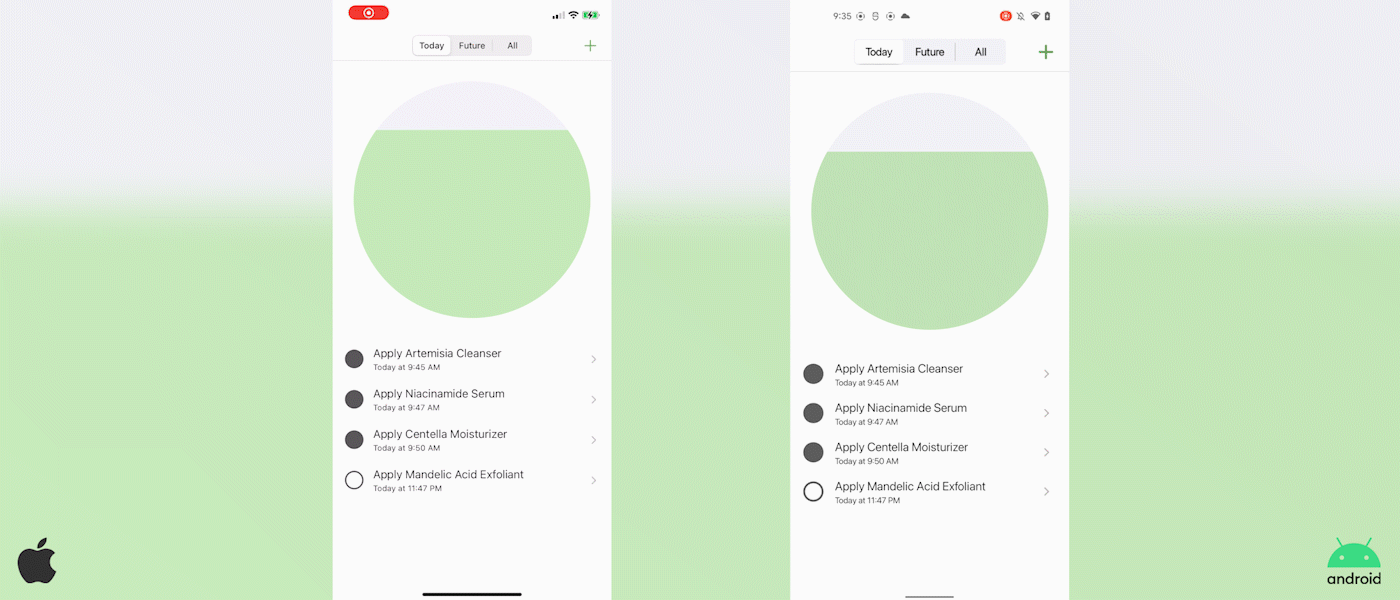 Today Future All
Apply Artemisia Cleanser
Today at 9:45 AM
Apply Niacinamide Serum
Today at 9:47 AM
Apply Centella Moisturizer
Today at 9:50 AM
Apply Mandelic Acid Exfoliant
Today at 11:47 PM
9:35
Today Future All
Apply Artemisia Cleanser
Today at 9:45 AM
Apply Niacinamide Serum
Today at 9:47 AM
Apply Centella Moisturizer
Today at 9:50 AM
Apply Mandelic Acid Exfoliant
Today at 11:47 PM
android